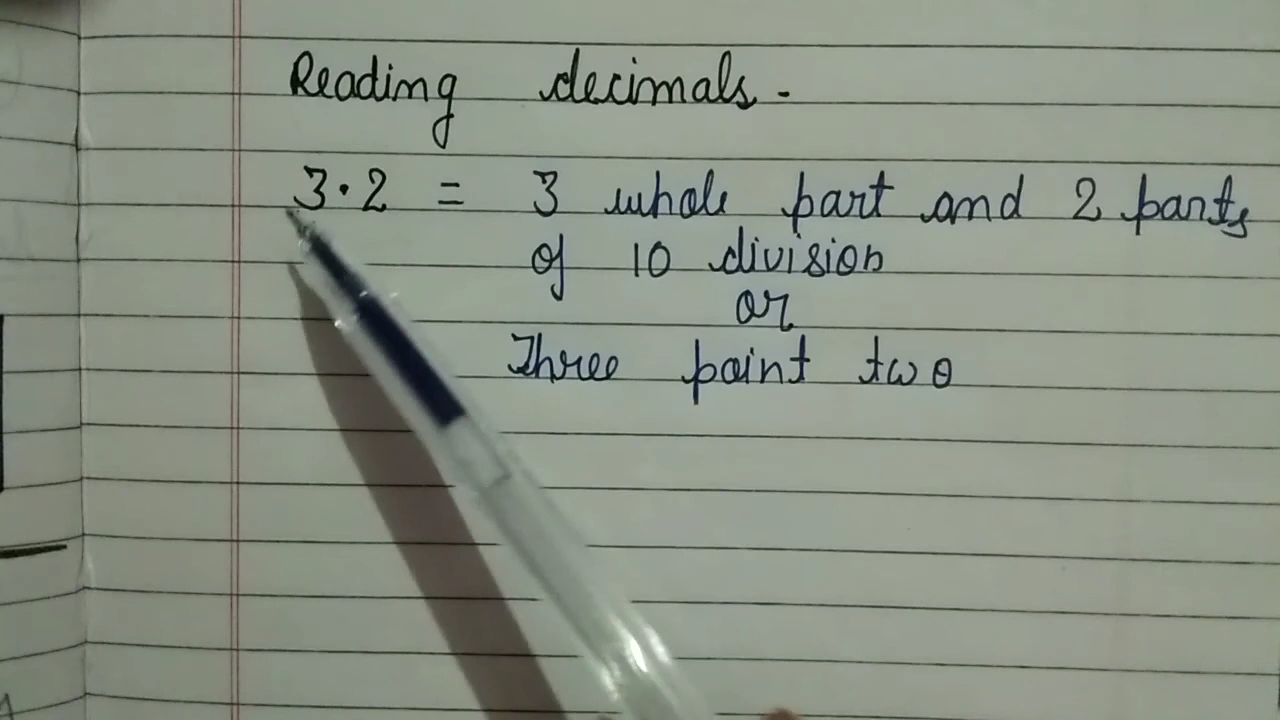 Reading decimals.
3.2 = 3 whole part and 2 parts
of 10 division
or
Three point two